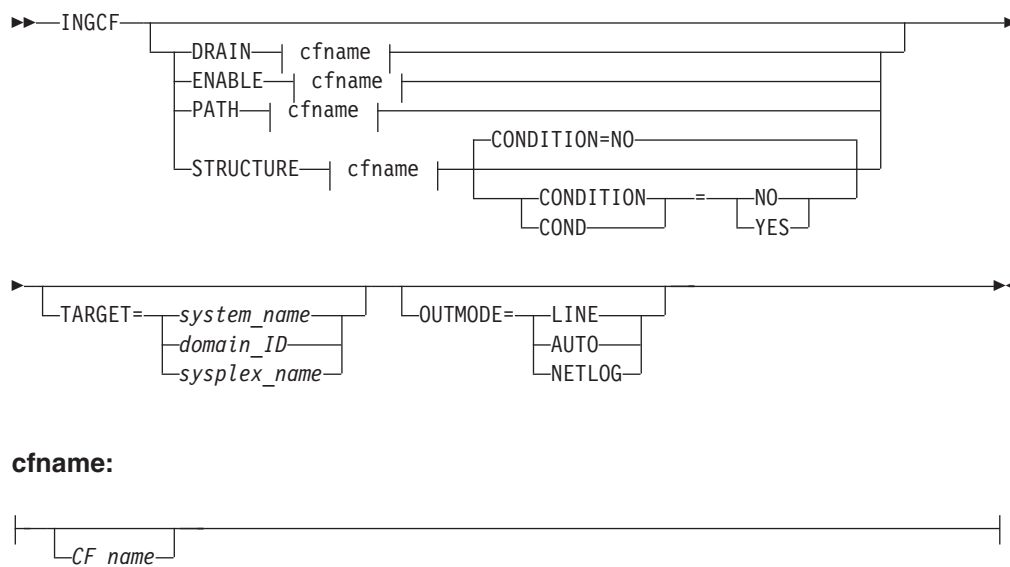 INGCF
DRAIN cfname
ENABLE cfname
PATH cfname
CONDITION=NO
STRUCTURE cfname
CONDITION = NO
COND YES
TARGET= system_name OUTMODE= LINE
domain_ID AUTO
sysplex_name NETLOG
cfname:
CF name